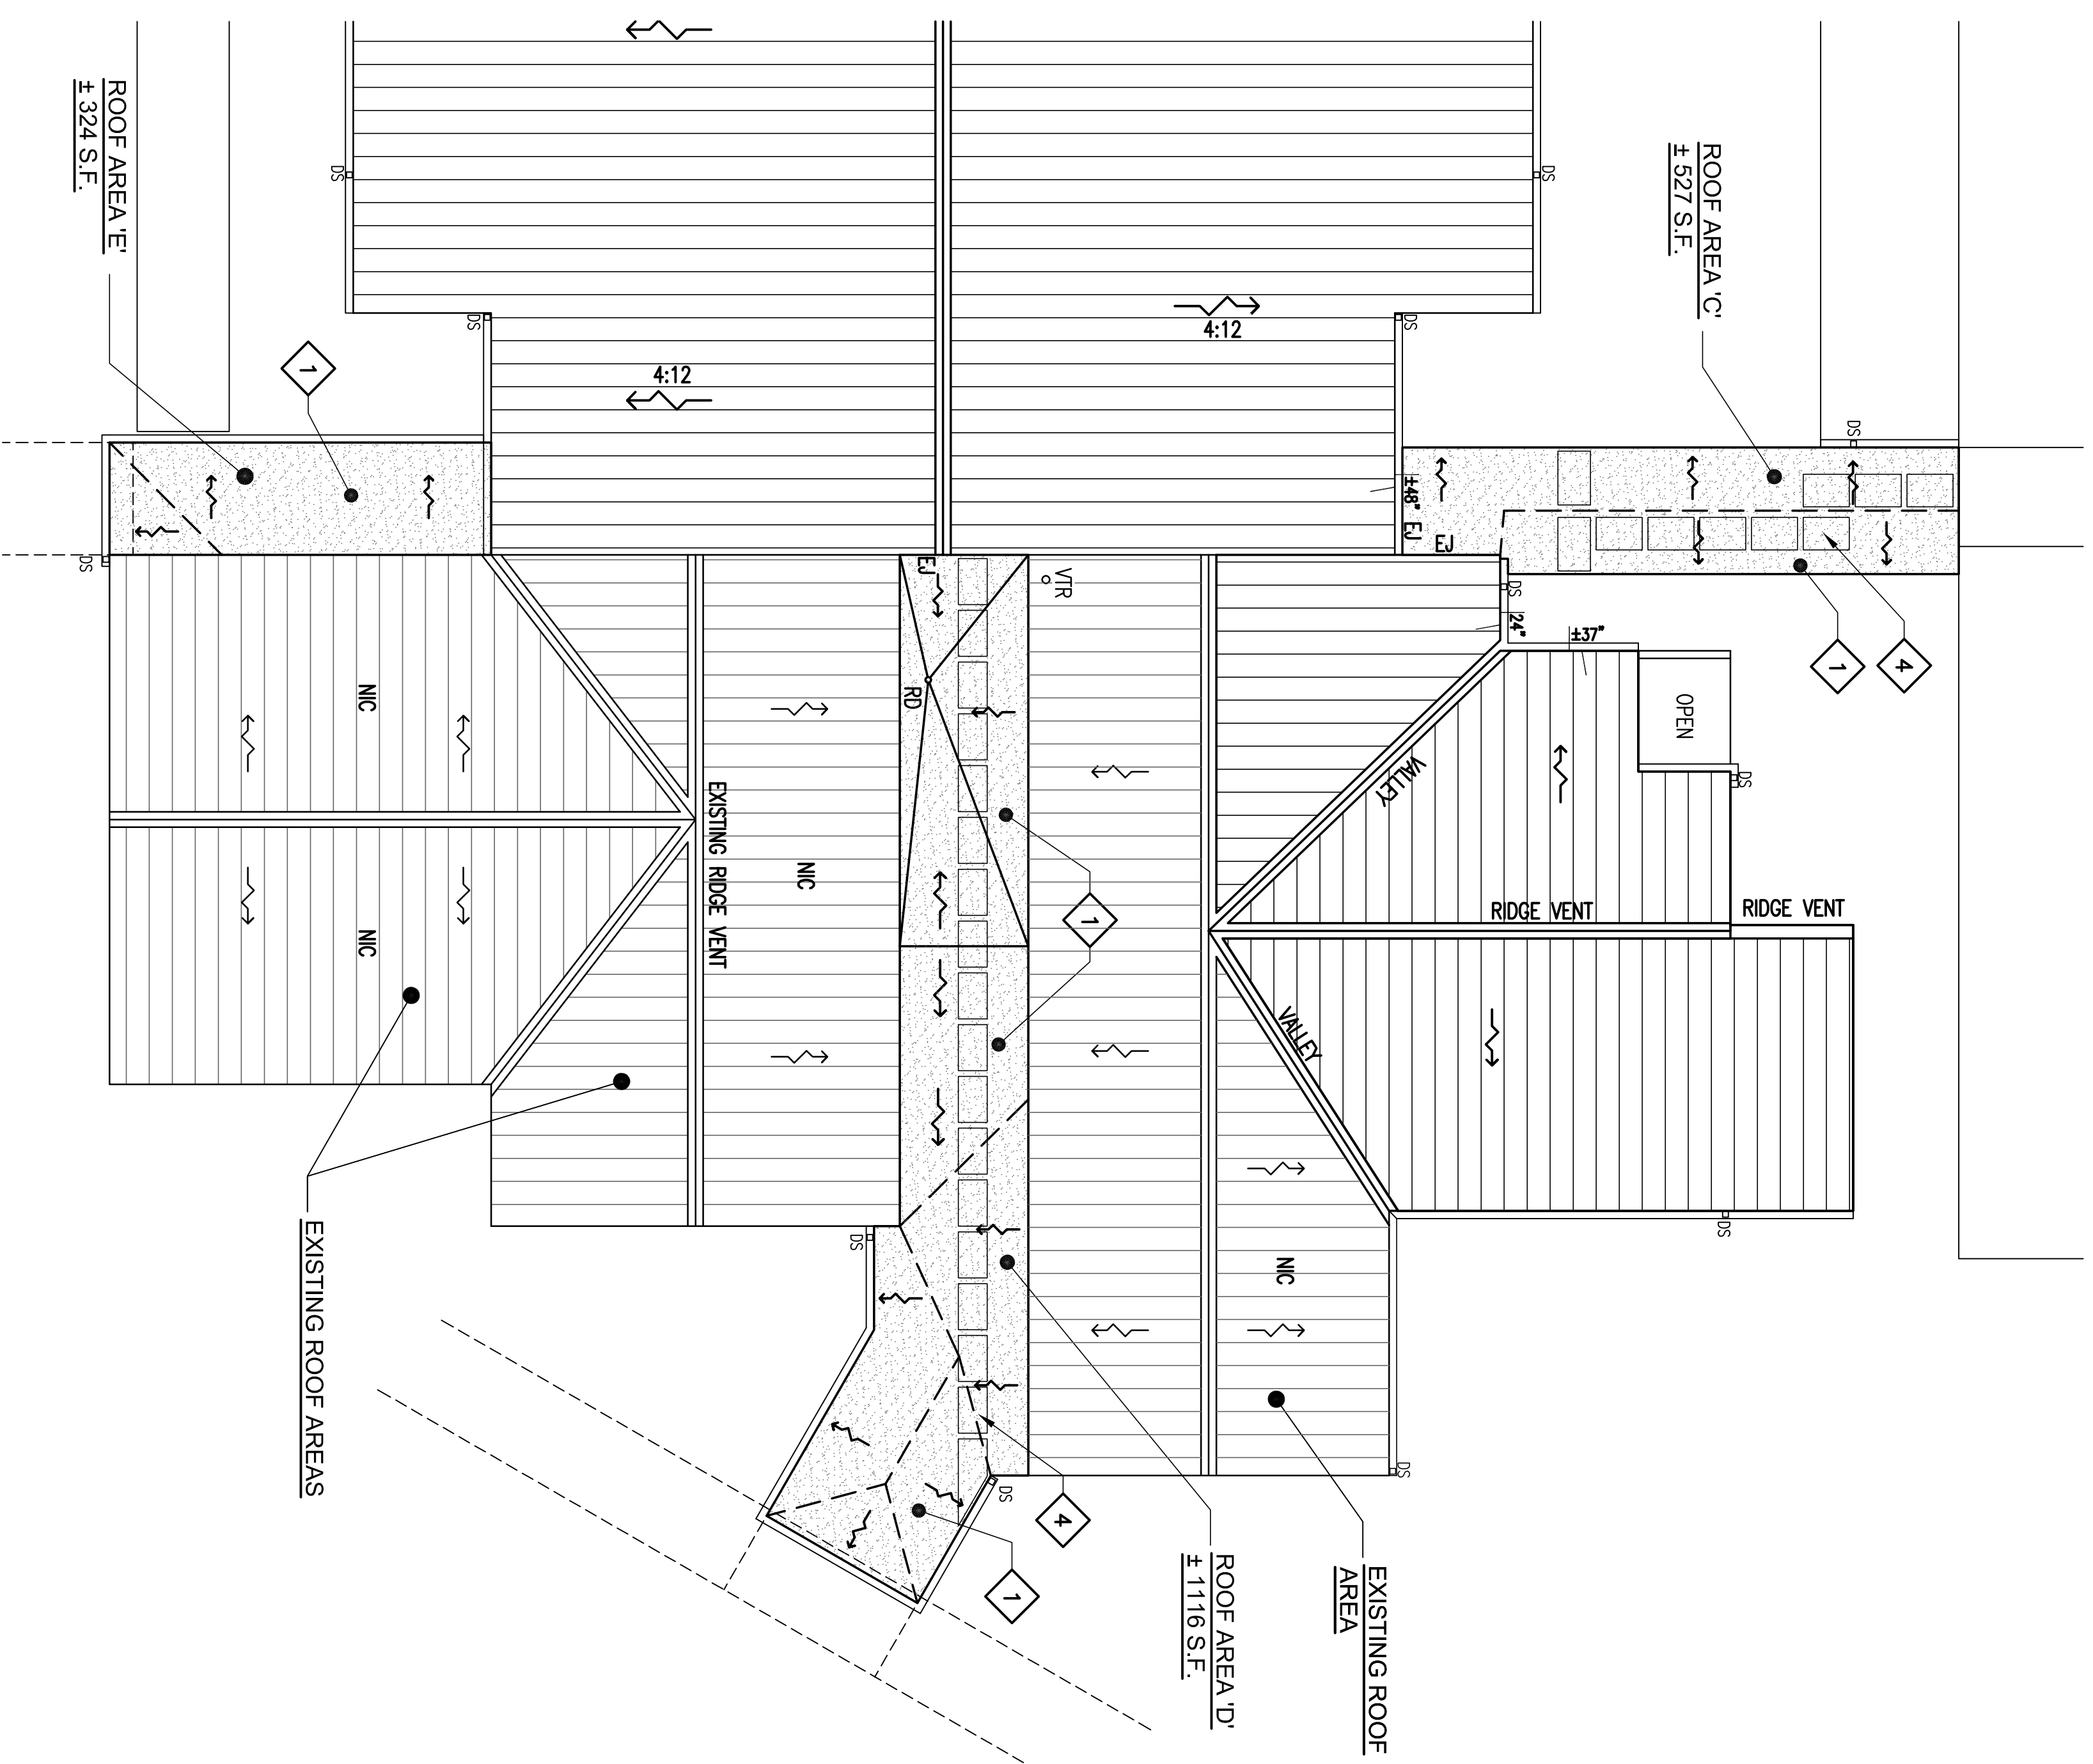 ROOF AREA 'E'
± 324 S.F.
ROOF AREA 'C'
± 527 S.F.
DS
DS
DS
DS
4:12
4:12
DS
DS
±48"
EJ
EJ
EJ
VTR
RD
DS
24"
±37"
OPEN
DS
1
1
4
VALLEY
RIDGE VENT
RIDGE VENT
NIC
NIC
NIC
EXISTING RIDGE VENT
1
VALLEY
DS
NIC
DS
DS
DS
4
1
EXISTING ROOF AREAS
ROOF AREA 'D'
± 1116 S.F.
EXISTING ROOF
AREA